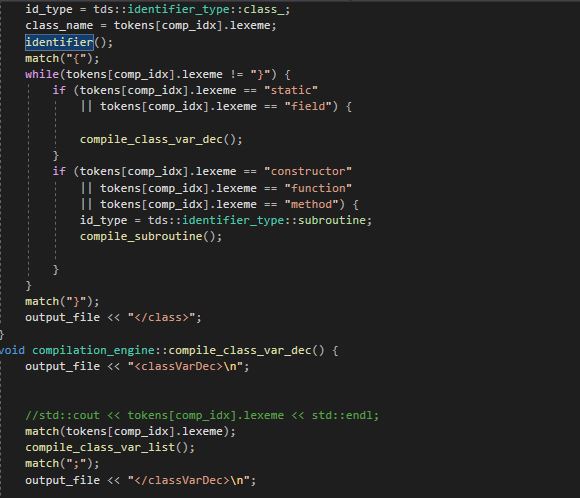 id_type = tds::identifier_type::class_;
class_name = tokens[comp_idx].lexeme;
identifier();
match("{");
while(tokens[comp_idx].lexeme != "}") {
if (tokens[comp_idx].lexeme == "static"
|| tokens[comp_idx].lexeme == "field") {
compile_class_var_dec();
}
if (tokens[comp_idx].lexeme == "constructor"
|| tokens[comp_idx].lexeme == "function"
|| tokens[comp_idx].lexeme == "method") {
id_type = tds::identifier_type::subroutine;
compile_subroutine();
}
}
match("}");
output_file << "</class>";
}
void compilation_engine::compile_class_var_dec() {
output_file << "<classVarDec>\n";
//std::cout << tokens[comp_idx].lexeme << std::endl;
match(tokens[comp_idx].lexeme);
compile_class_var_list();
match(";");
output_file << "</classVarDec>\n";